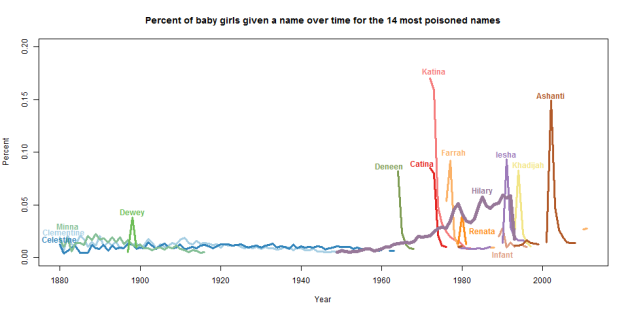 Percent of baby girls given a name over time for the 14 most poisoned names
0.20
0.15
0.10
0.05
0.00
Percent
Katina
Ashanti
Catina
Deneen
Farrah
Iesha
Khadijah
Hilary
Dewey
Minna
Clementine
Celestine
Renata
Infant
1880
1900
1920
1940
1960
1980
2000
Year